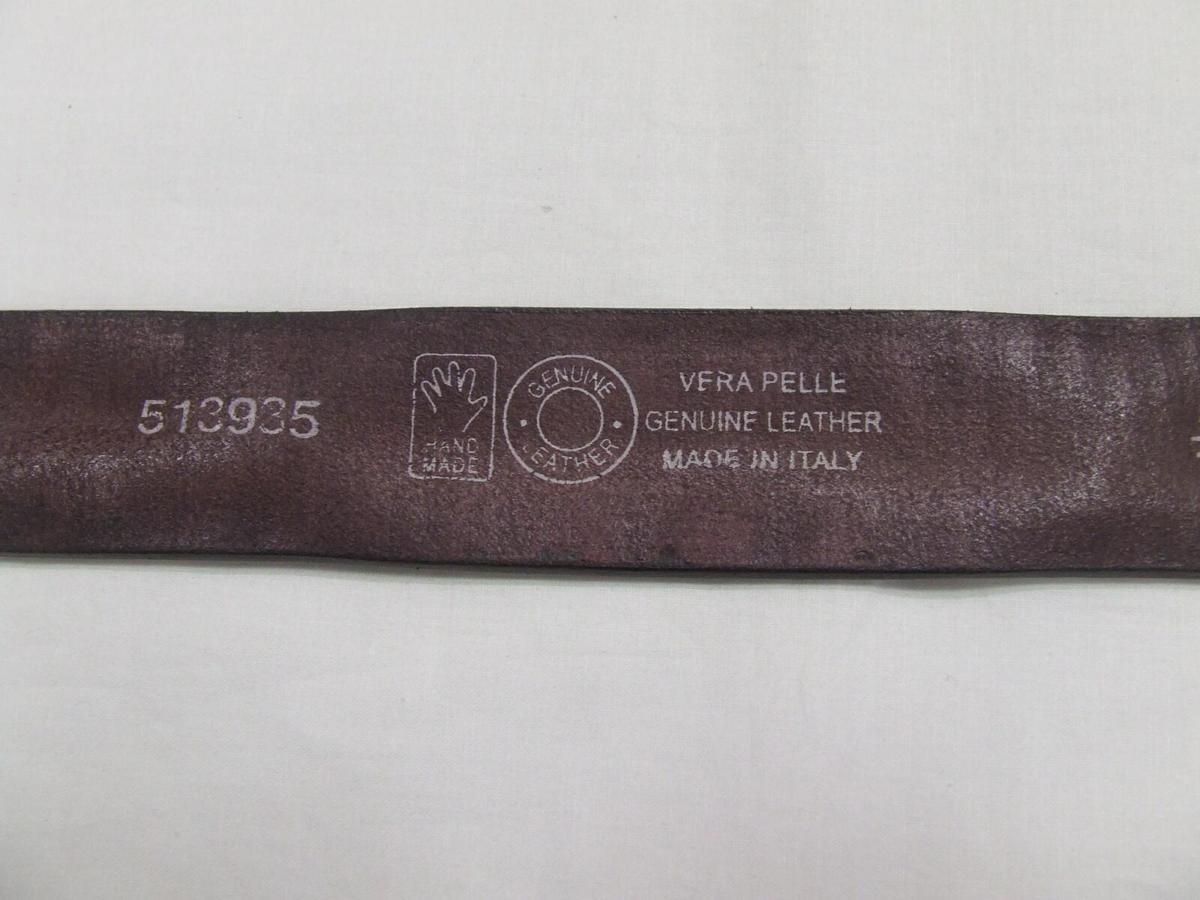 513935
HAND
MADE
GENUINE
LEATHER
VERA PELLE
GENUINE LEATHER
MADE IN ITALY